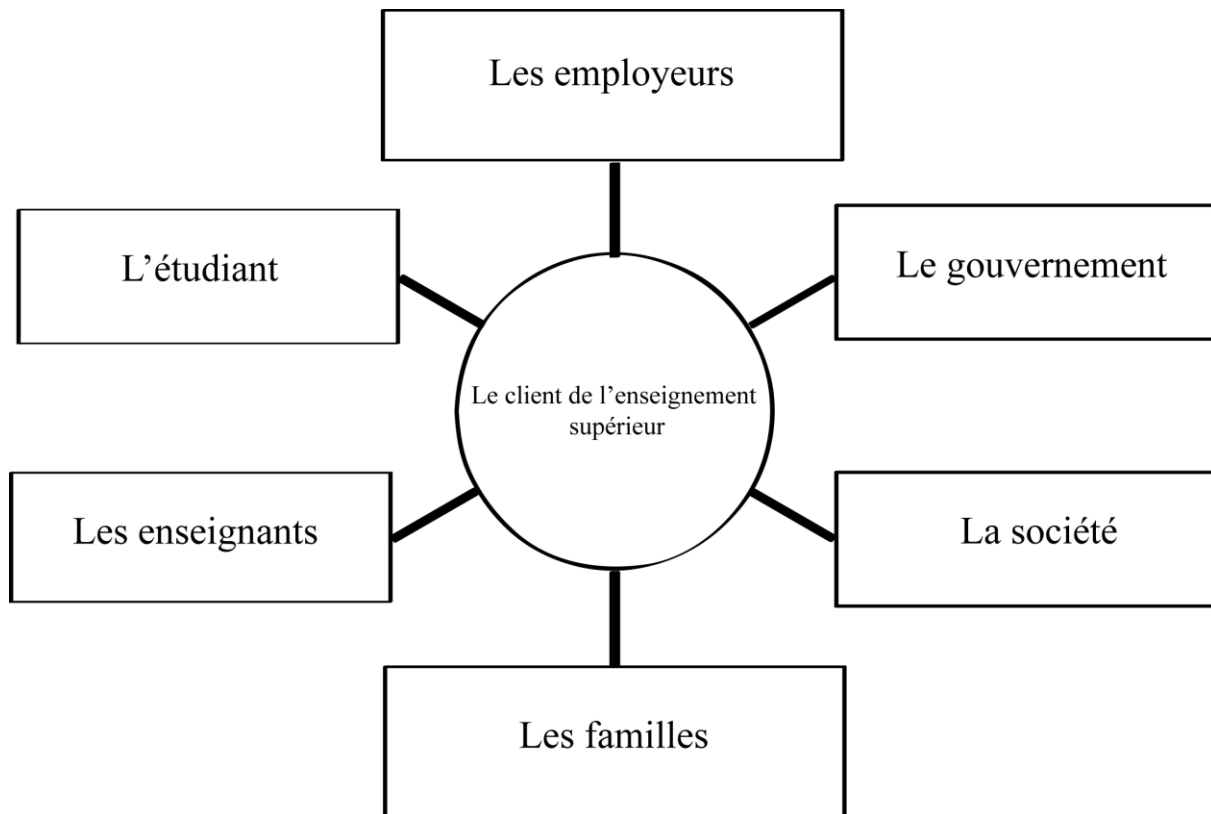 Les employeurs
L’étudiant
Le gouvernement
Le client de l’enseignement
supérieur
Les enseignants
La société
Les familles